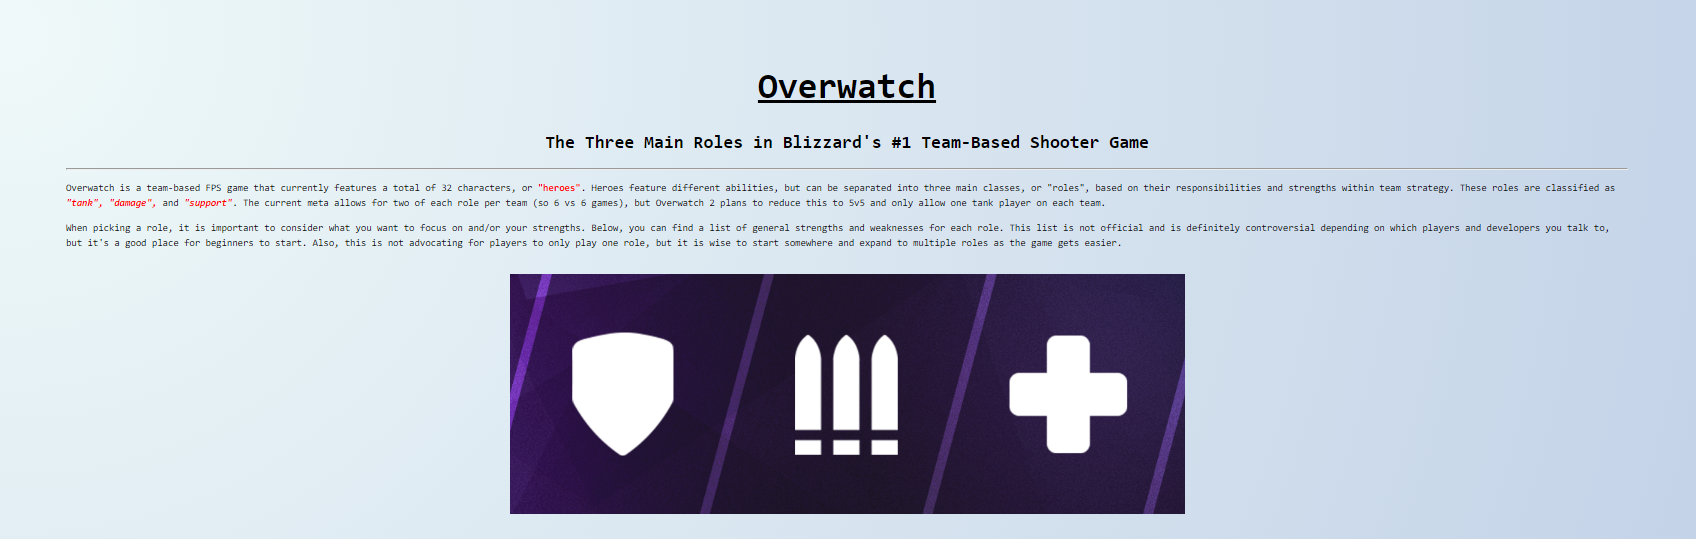 Overwatch
The Three Main Roles in Blizzard's #1 Team-Based Shooter Game
Overwatch is a team-based FPS game that currently features a total of 32 characters, or "heroes". Heroes feature different abilities, but can be separated into three main classes, or "roles", based on their responsibilities and strengths within team strategy. These roles are classified as
"tank", "damage", and "support". The current meta allows for two of each role per team (so 6 vs 6 games), but Overwatch 2 plans to reduce this to 5v5 and only allow one tank player on each team.
When picking a role, it is important to consider what you want to focus on and/or your strengths. Below, you can find a list of general strengths and weaknesses for each role. This list is not official and is definitely controversial depending on which players and developers you talk to,
but it's a good place for beginners to start. Also, this is not advocating for players to only play one role, but it is wise to start somewhere and expand to multiple roles as the game gets easier.